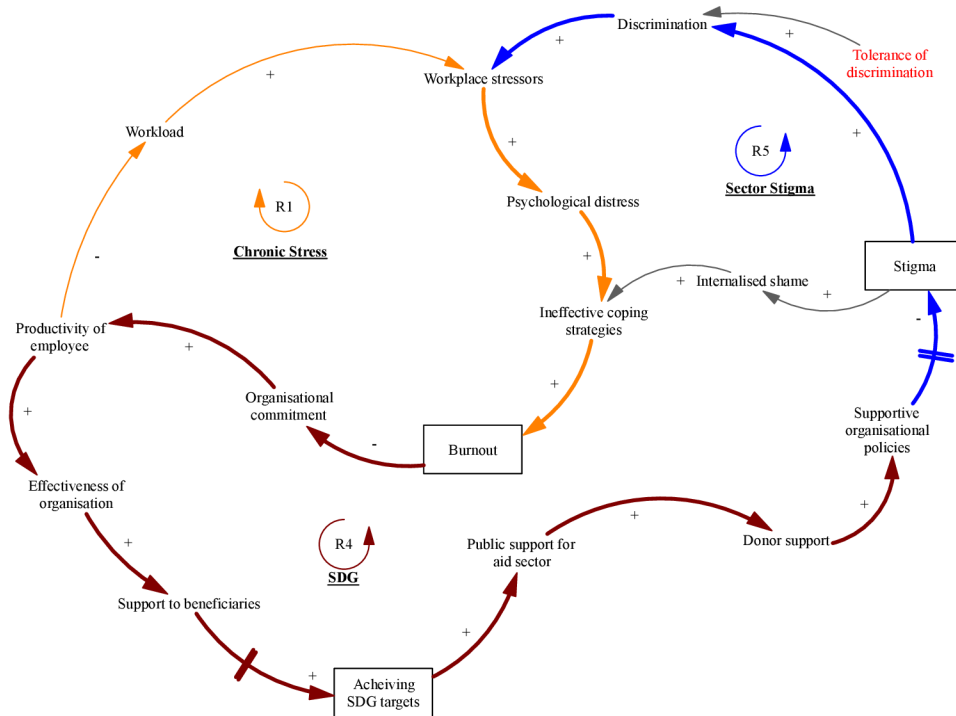 Discrimination
+
+
Tolerance of
discrimination
+
Workplace stressors
+
Workload
+
+
R5
Sector Stigma
R1
Chronic Stress
Psychological distress
+
-
Stigma
Internalised shame
+
+
Ineffective coping
strategies
-
Productivity of
employee
+
+
Organisational
commitment
+
-
Burnout
Supportive
organisational
policies
+
Effectiveness of
organisation
+
+
R4
SDG
Public support for
aid sector
Donor support
+
Support to beneficiaries
+
+
Acheiving
SDG targets